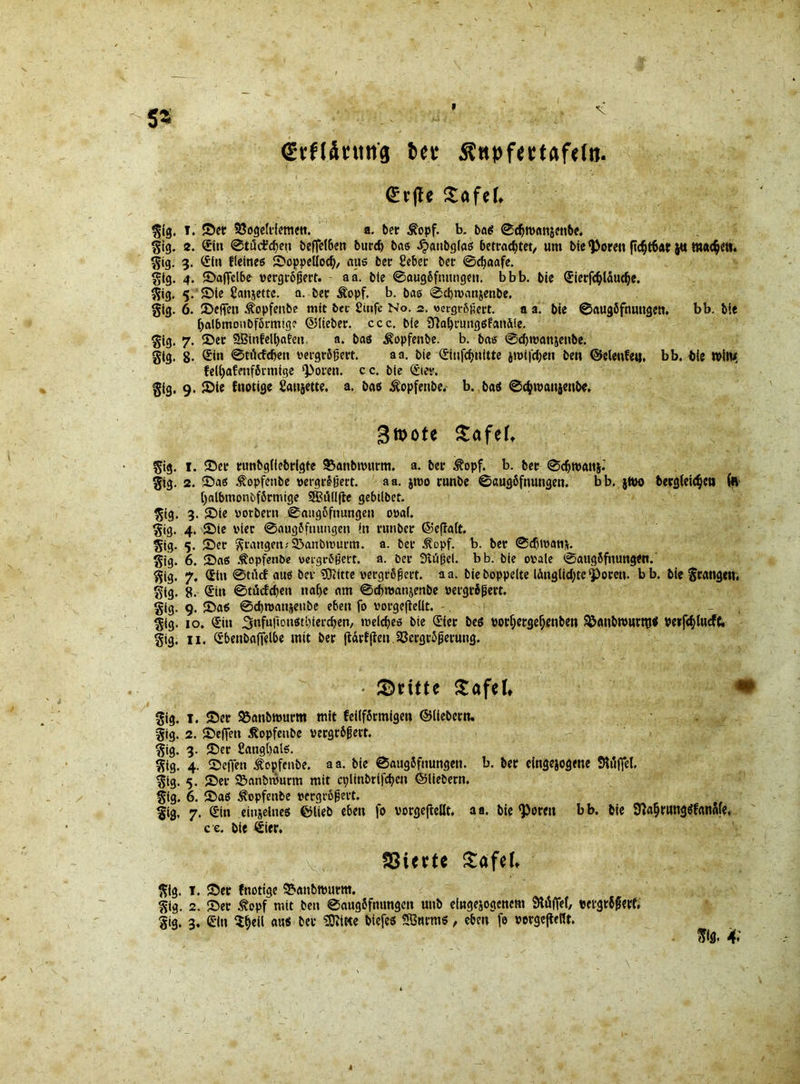 52
Erklärung der Kupfertafeln.
Erste Tafel.
Fig. 1. Der Vogelriemen. a. der Kopf. b. das Schwanzende.
Fig. 2. Ein Stückchen desselben durch das Handglas betrachtet, um die Poren sichtbar zu machen.
Fig. 3. Ein kleines Doppelloch, aus der Leber der Schaafe.
Fig. 4. Dasselbe vergrößert. aa. die Saugöfnungen. bbb. die Eierschläuche.
Fig. 5. Die Lanzette. a. der Kopf. b. das Schwanzende.
Fig. 6. Dessen Kopfende mit der Linse No. 2. vergrößert. aa. die Saugöfnungen. bb. die
halbmondförmige Glieder. ccc. die Nahrungskanäle.
Fig. 7. Der Winkelhaken. a. das Kopfende. b. das Schwanzende.
Fig. 8. Ein Stückchen vergrößert. aa. die Einschnitte zwischen den Gelenken. bb. die win-
kelhakenförmige Poren. cc. die Eier.
Fig. 9. Die knotige Lanzette. a. das Kopfende. b. das Schwanzende.
Zwote Tafel.
Fig. 1. Der rundgliedrigte Bandwurm. a. der Kopf. b. der Schwanz.
Fig. 2. Das Kopfende vergrößert. aa. zwo runde Saugöfnungen. bb. zwo dergleichen in
halbmondförmige Wülste gebildet.
Fig. 3. Die vordern Saugöfnungen oval.
Fig. 4. Die vier Saugöfnungen in runder Gestalt.
Fig. 5. Der Frangen-Bandwurm. a. der Kopf. b. der Schwanz.
Fig. 6. Das Kopfende vergrößert. a. der Rüßel. bb. die ovale Saugöfnungen.
Fig. 7. Ein Stück aus der Mitte vergrößert. aa. die doppelte länglichte Poren. bb. die Frangen.
Fig. 8. Ein Stückchen nahe am Schwanzende vergrößert.
Fig. 9. Das Schwanzende eben so vorgestellt.
Fig. 10. Ein Infusionsthierchen, welches die Eier des vorhergehenden Bandwurms verschluckt.
Fig. 11. Ebendasselbe mit der stärksten Vergrößerung.
Dritte Tafel.
Fig. 1. Der Bandwurm mit keilförmigen Gliedern.
Fig. 2. Dessen Kopfende vergrößert.
Fig. 3. Der Langhals.
Fig. 4. Dessen Kopfende. aa. die Saugöfnungen. b. der eingezogene Rüssel.
Fig. 5. Der Bandwurm mit cylindrischen Gliedern.
Fig. 6. Das Kopfende vergrößert.
Fig. 7. Ein einzelnes Glied eben so vorgestellt. aa. die Poren bb. die Nahrungskanäle.
cc. die Eier.
Vierte Tafel.
Fig. 1. Der knotige Bandwurm.
Fig. 2. Der Kopf mit den Saugöfnungen und eingezogenem Rüssel, vergrößert.
Fig. 3. Ein Theil aus der Mitte dieses Wurms, eben so vorgestellt.
Fig. 4.